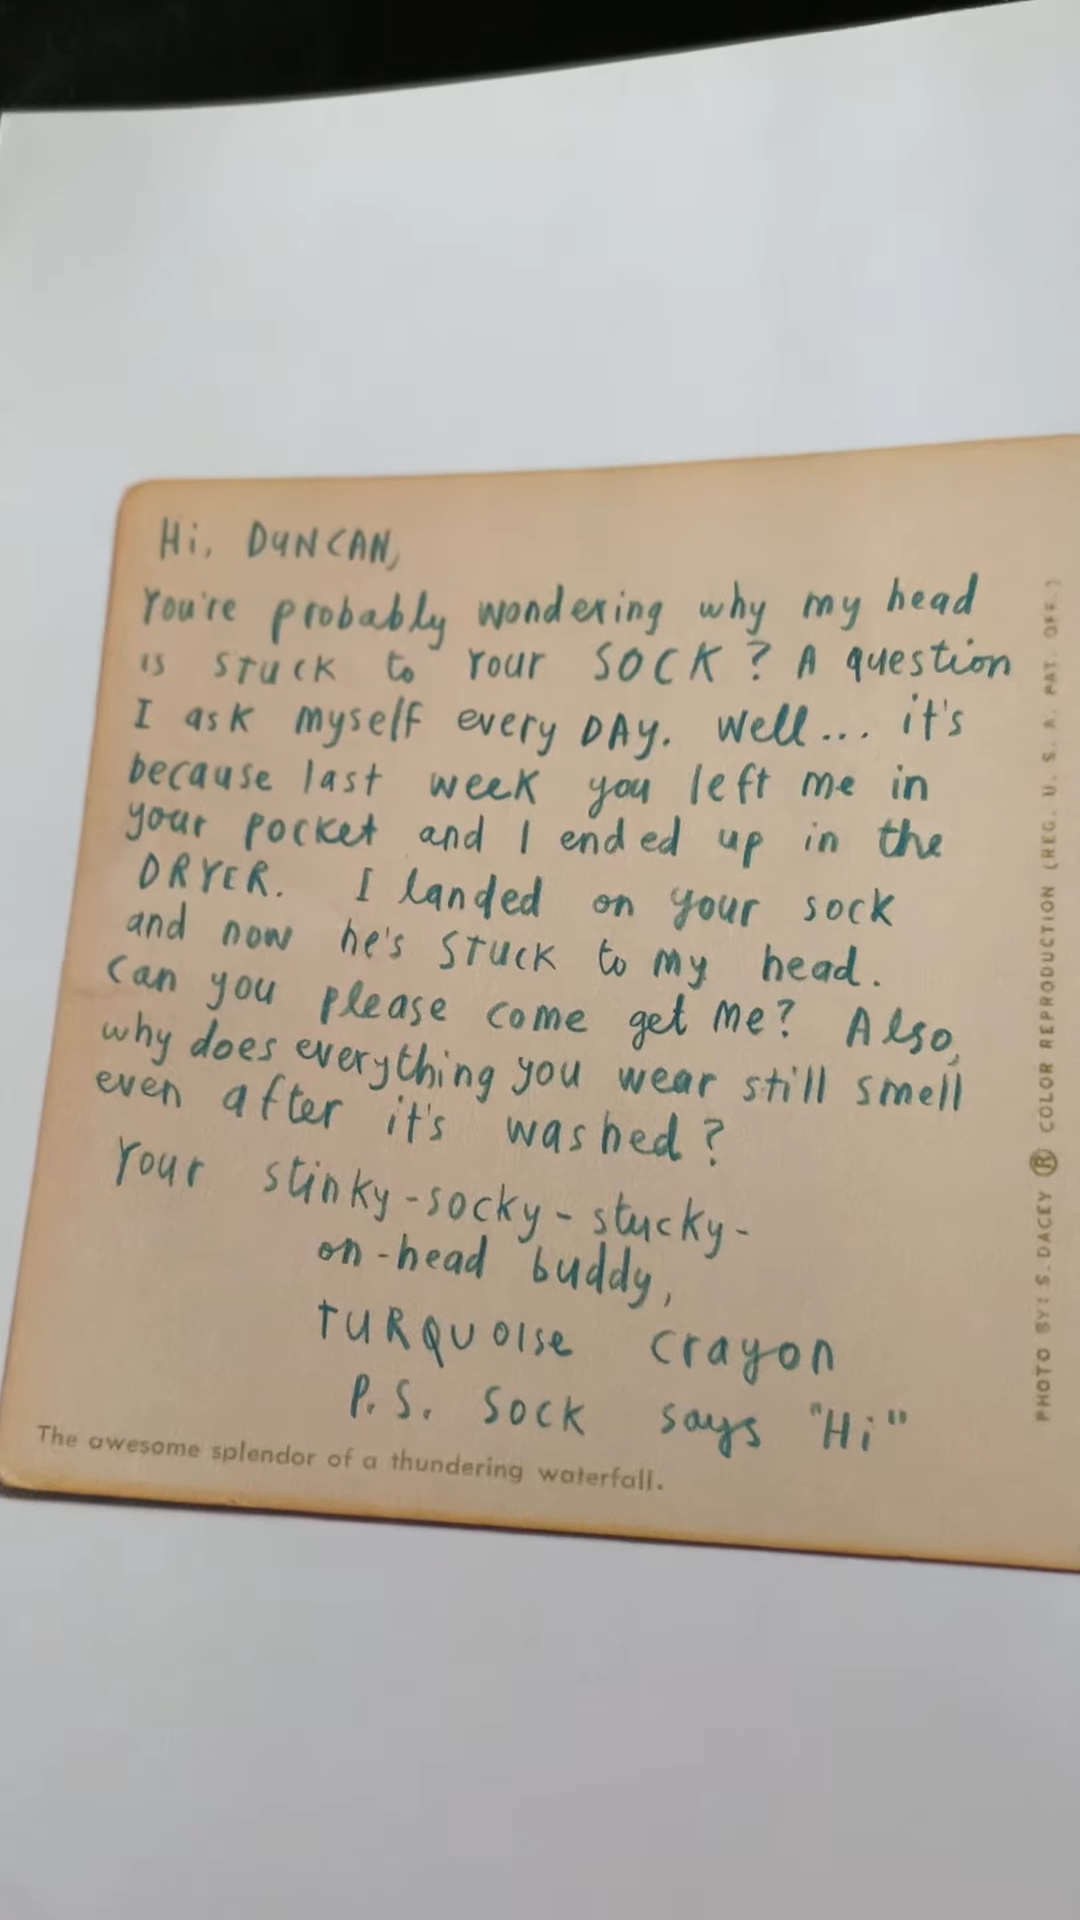 Hi, DUNCAN,
You're probably wondering why my head
is STUCK to Your SOCK? A question
I ask myself every DAY. Well... it's
because last week you left me in
your pocket and I ended up in the
DRYER. I landed on your sock
and now he's STUCK to my head.
Can you please come get me? Also,
why does everything you wear still smell
even after it's washed?
Your stinky-socky-stucky-
on-head buddy,
TURQUOISe crayon
P.S. SOCK says "Hi"
The awesome splendor of a thundering waterfall.
PHOTO BY: S. DACEY ® COLOR REPRODUCTION (REG. U. S. A. PAT. OFF.)